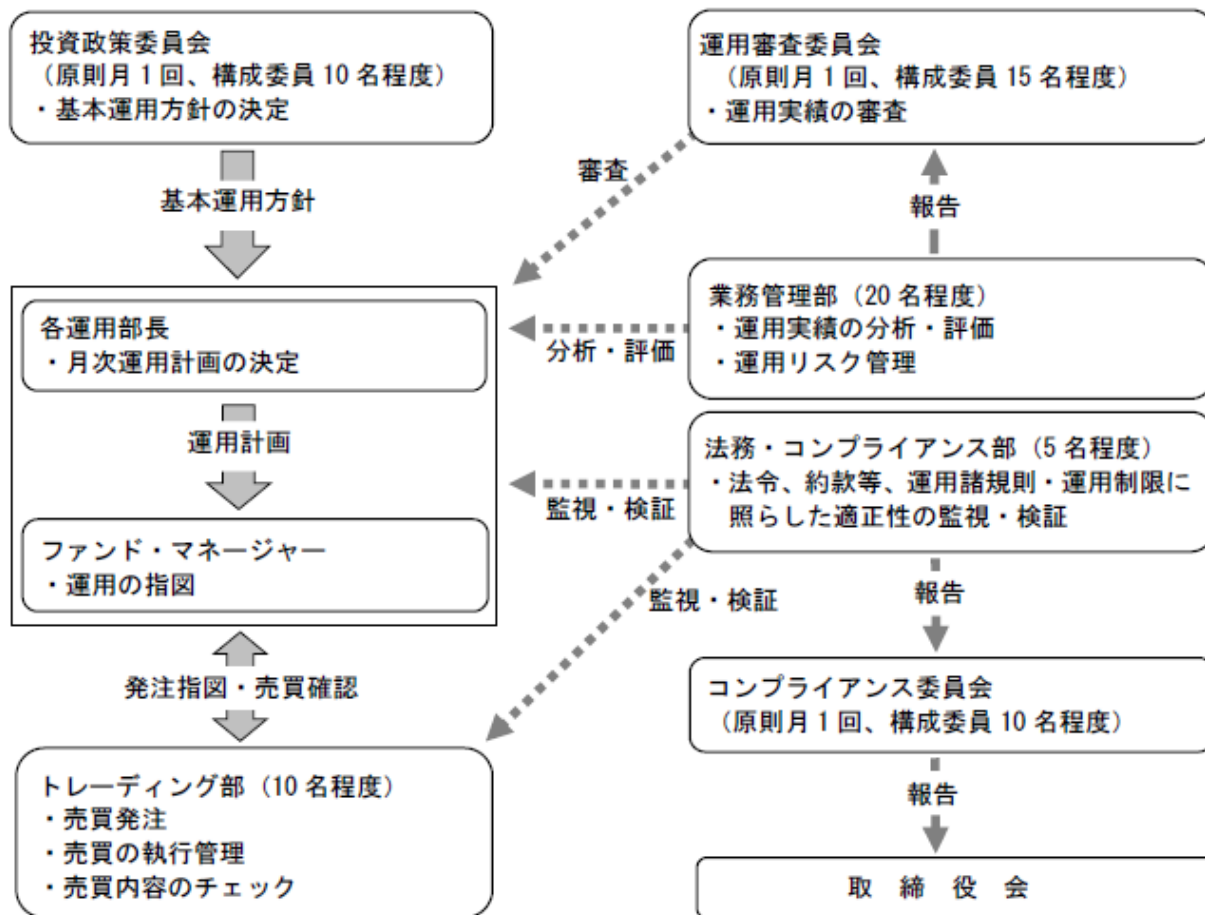 投資政策委員会
（原則月１回、構成委員 10 名程度）
・基本運用方針の決定
基本運用方針
各運用部長
・月次運用計画の決定
運用計画
ファンド・マネージャー
・運用の指図
発注指図・売買確認
トレーディング部（10 名程度）
・売買発注
・売買の執行管理
・売買内容のチェック
運用審査委員会
（原則月１回、構成委員 15 名程度）
・運用実績の審査
審査
報告
業務管理部（20 名程度）
・運用実績の分析・評価
・運用リスク管理
分析・評価
法務・コンプライアンス部（5 名程度）
・法令、約款等、運用諸規則・運用制限に
照らした適正性の監視・検証
監視・検証
監視・検証
報告
コンプライアンス委員会
（原則月１回、構成委員 10 名程度）
報告
取　締　役　会